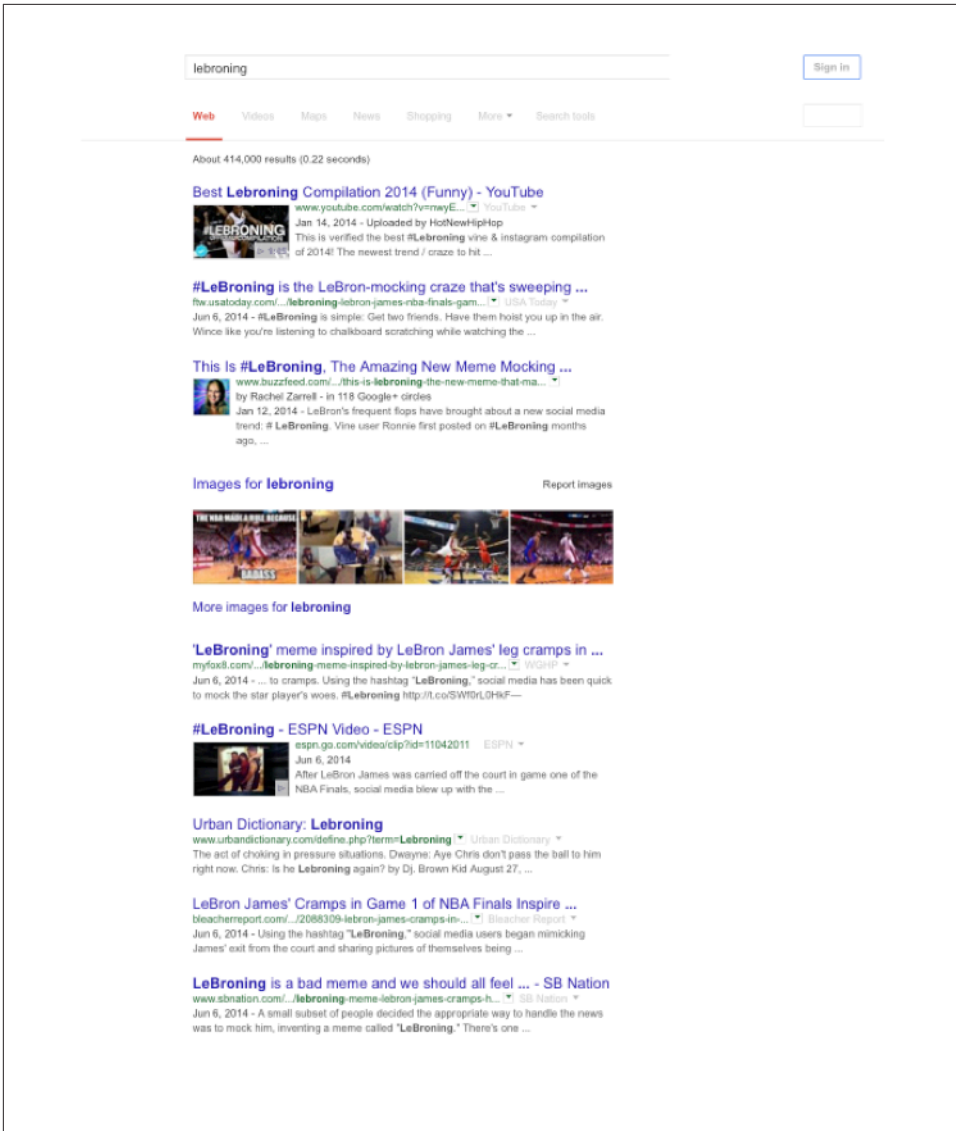 lebroning
Sign in
Web Videos Maps News Shopping More Search tools
About 414,000 results (0.22 seconds)
Best Lebroning Compilation 2014 (Funny) - YouTube
www.youtube.com/watch?v=nwyE... YouTube
#LEBRONING
Jan 14, 2014 - Uploaded by HotNewHipHop
This is verified the best #Lebroning vine & instagram compilation
of 2014! The newest trend / craze to hit ...
#LeBroning is the LeBron-mocking craze that's sweeping ...
ftw.usatoday.com/.../lebroning-lebron-james-nba-finals-gam... USA Today
Jun 6, 2014 - #LeBroning is simple: Get two friends. Have them hoist you up in the air.
Wince like you're listening to chalkboard scratching while watching the ...
This Is #LeBroning, The Amazing New Meme Mocking ...
www.buzzfeed.com/.../this-is-lebroning-the-new-meme-that-ma...
by Rachel Zarrell - in 118 Google+ circles
Jan 12, 2014 - LeBron's frequent flops have brought about a new social media
trend: # LeBroning. Vine user Ronnie first posted on #LeBroning months
ago, ...
Images for lebroning Report images
BADASS
More images for lebroning
'LeBroning' meme inspired by LeBron James' leg cramps in ...
myfox8.com/.../lebroning-meme-inspired-by-lebron-james-leg-cr... WGHP
Jun 6, 2014 - ... to cramps. Using the hashtag "LeBroning," social media has been quick
to mock the star player's woes. #Lebroning http://t.co/SWf0rL0HkF—
#LeBroning - ESPN Video - ESPN
espn.go.com/video/clip?id=11042011 ESPN
Jun 6, 2014
After LeBron James was carried off the court in game one of the
NBA Finals, social media blew up with the ...
Urban Dictionary: Lebroning
www.urbandictionary.com/define.php?term=Lebroning Urban Dictionary
The act of choking in pressure situations. Dwayne: Aye Chris don't pass the ball to him
right now. Chris: Is he Lebroning again? by Dj. Brown Kid August 27, ...
LeBron James' Cramps in Game 1 of NBA Finals Inspire ...
bleacherreport.com/.../2088309-lebron-james-cramps-in-... Bleacher Report
Jun 6, 2014 - Using the hashtag "LeBroning," social media users began mimicking
James' exit from the court and sharing pictures of themselves being ...
LeBroning is a bad meme and we should all feel ... - SB Nation
www.sbnation.com/.../lebroning-meme-lebron-james-cramps-h... SB Nation
Jun 6, 2014 - A small subset of people decided the appropriate way to handle the news
was to mock him, inventing a meme called "LeBroning." There's one ...